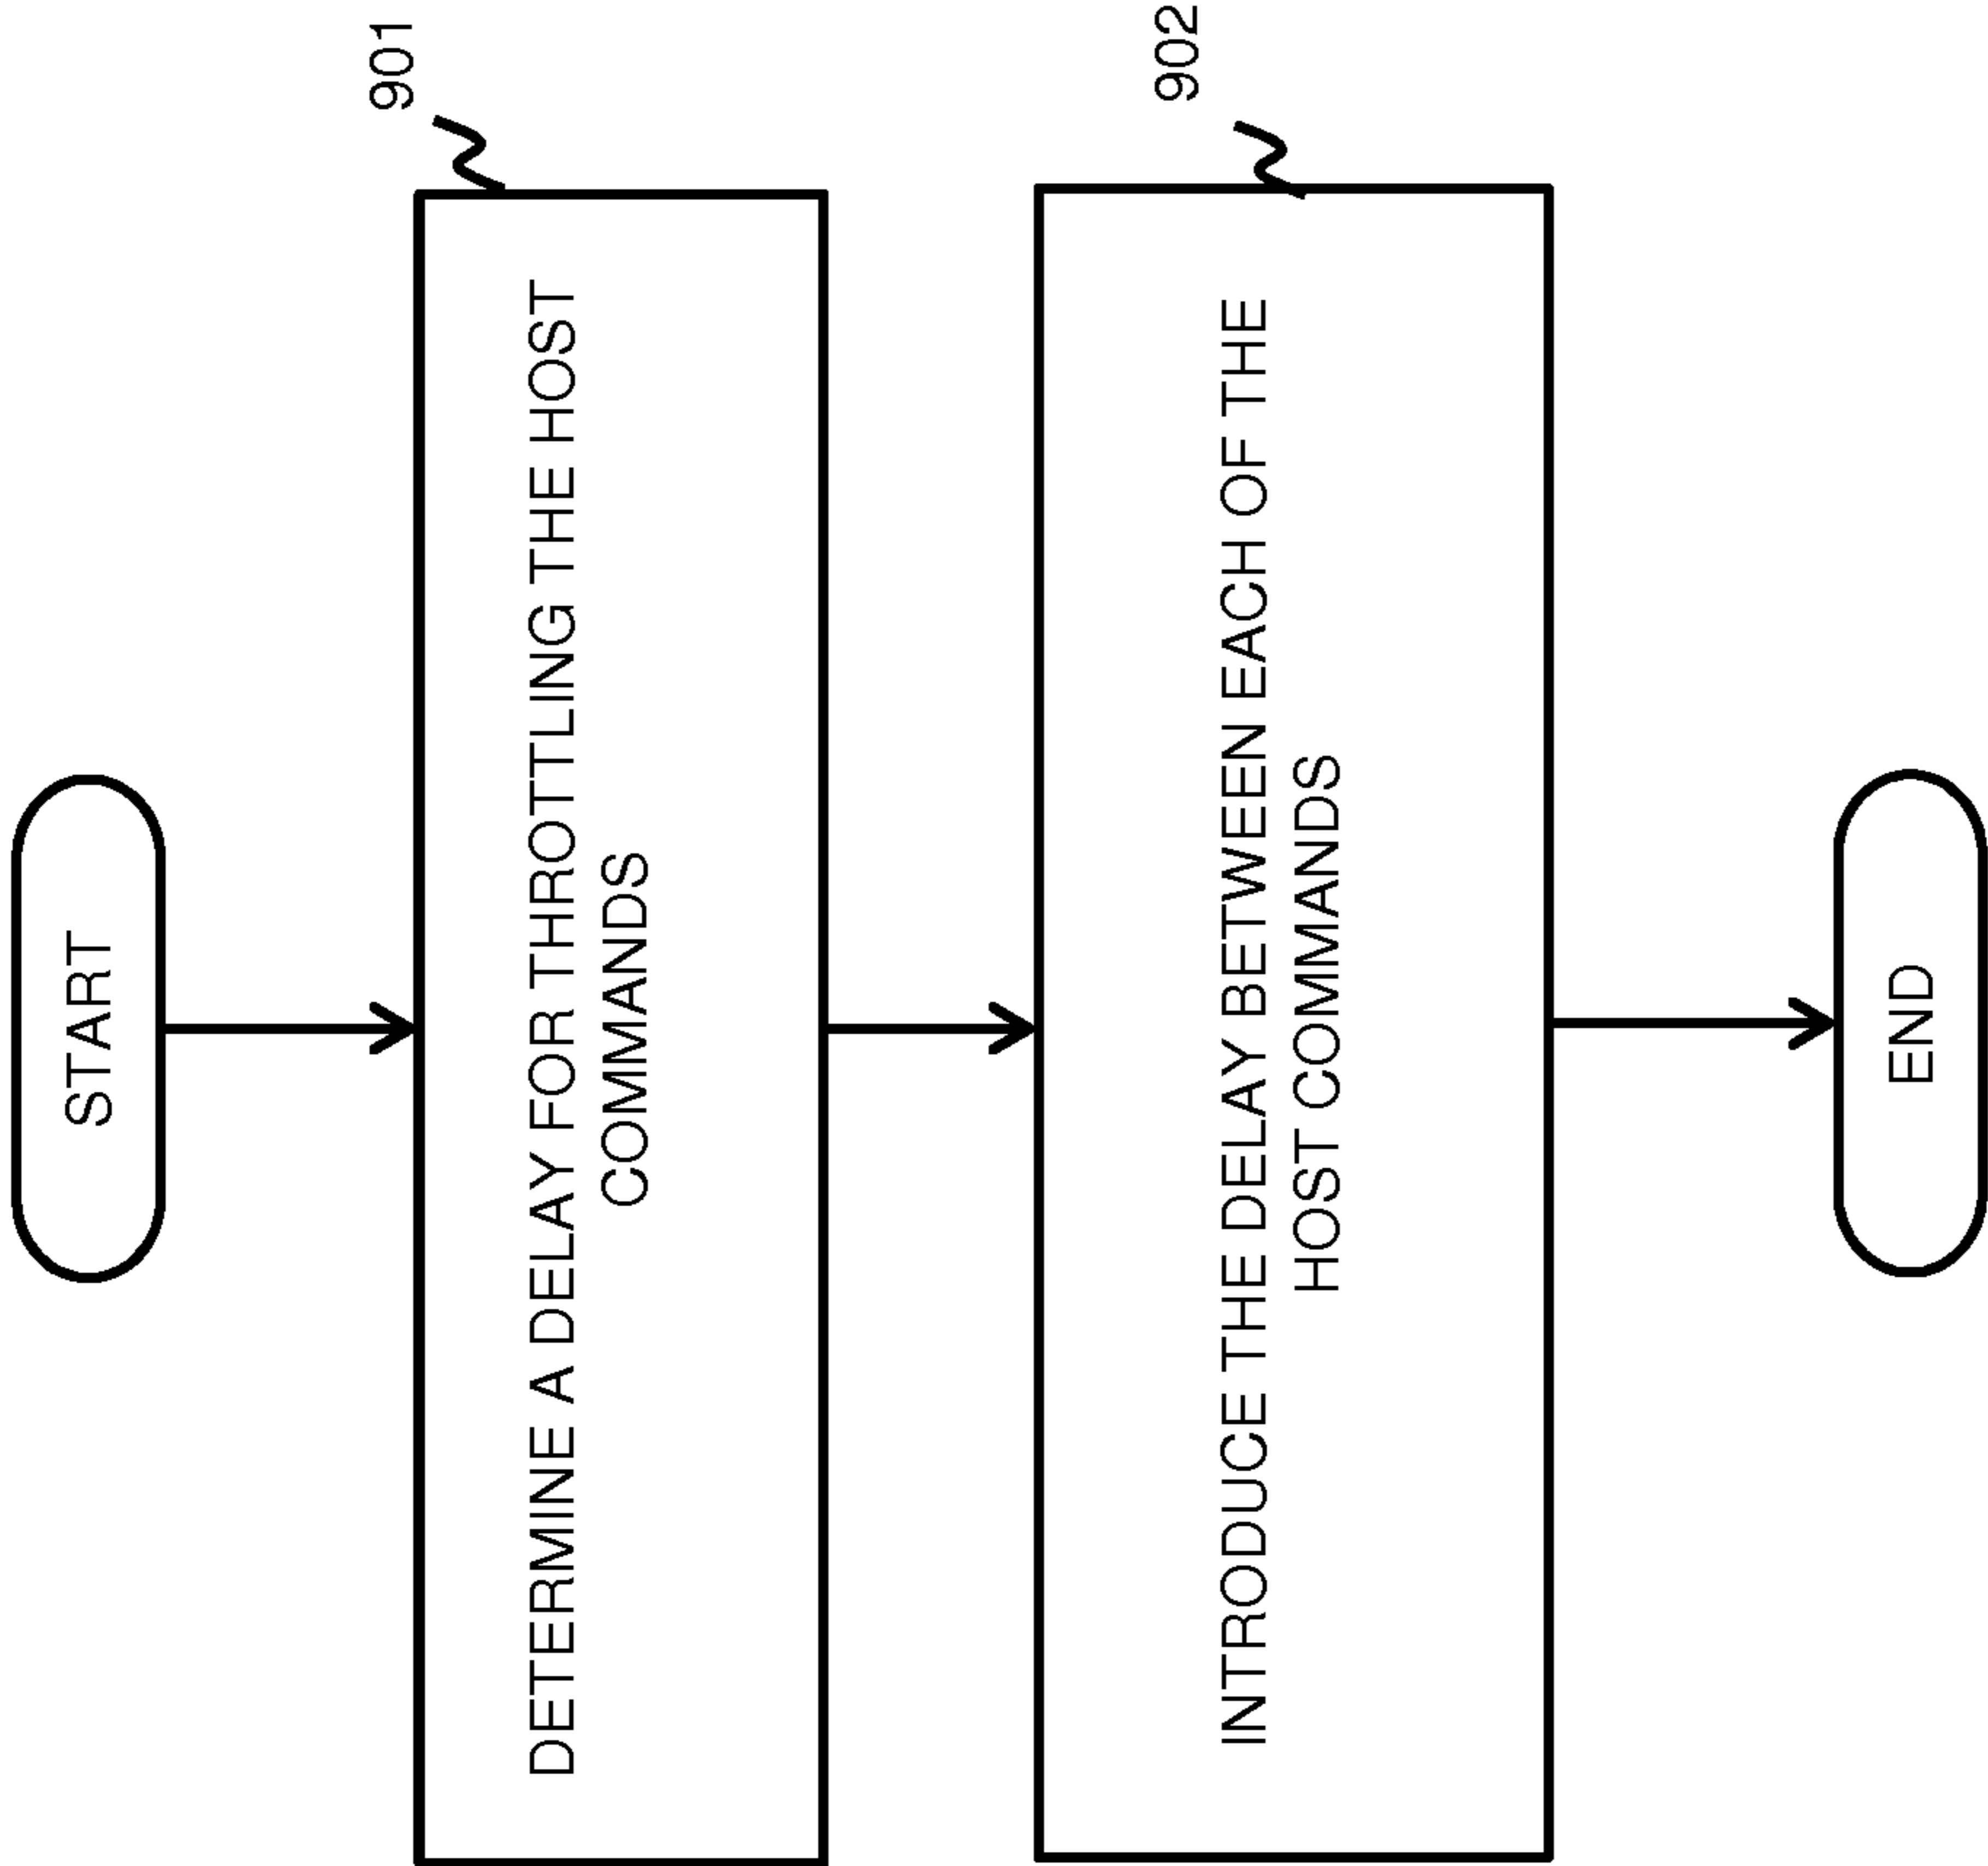 START
901
DETERMINE A DELAY FOR THROTTLING THE HOST
COMMANDS
902
INTRODUCE THE DELAY BETWEEN EACH OF THE
HOST COMMANDS
END